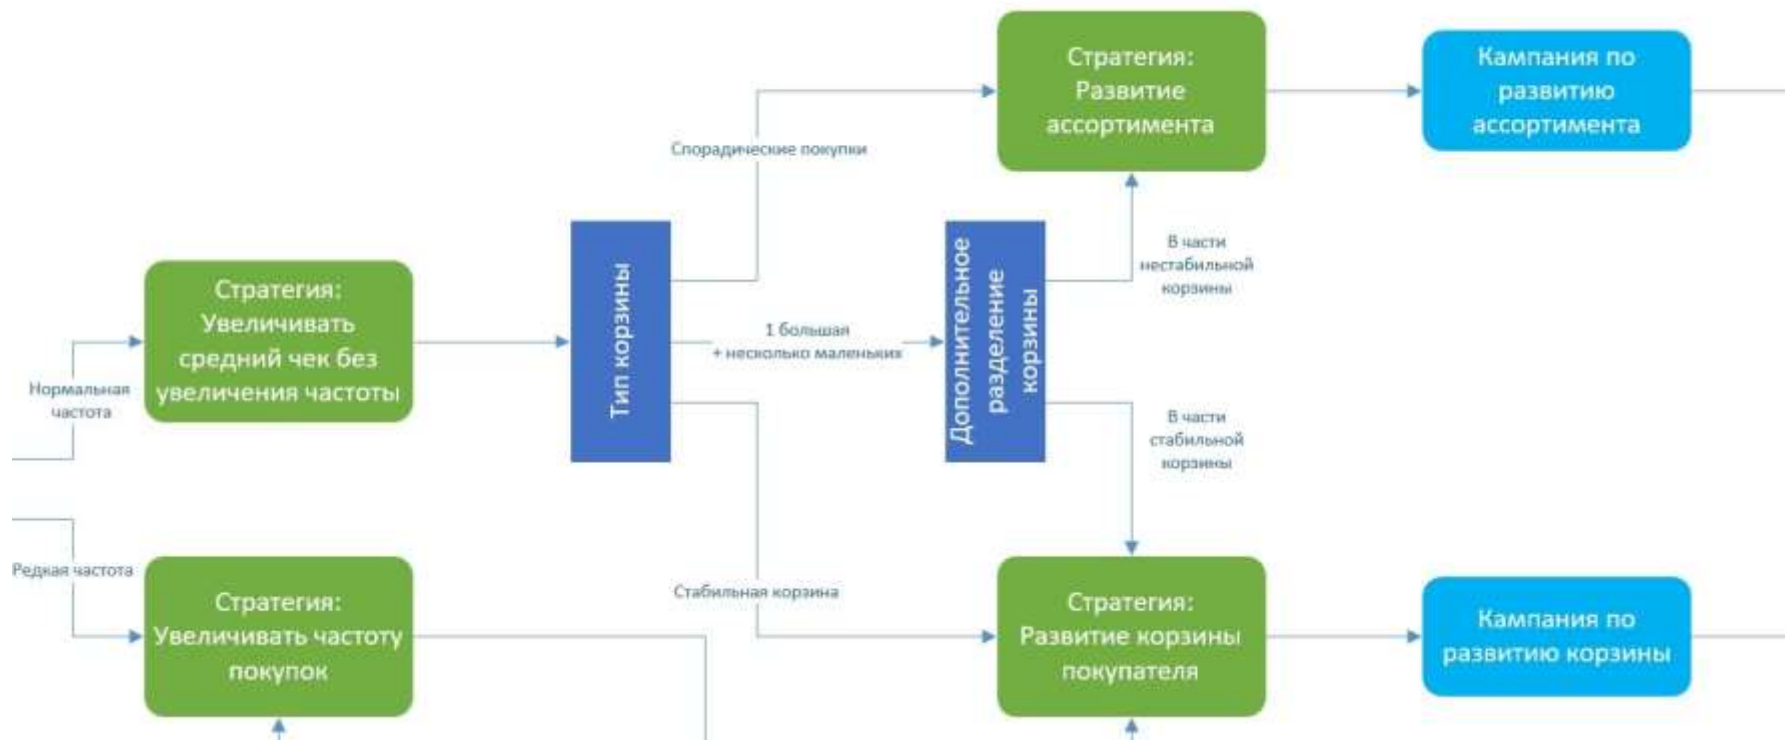 Стратегия:
Развитие
ассортимента
Кампания по
развитию
ассортимента
Спорадические покупки
В части
нестабильной
корзины
Стратегия:
Увеличивать
средний чек без
увеличения частоты
Тип корзины
1 большая
+ несколько маленьких
Дополнительное
разделение
корзины
Нормальная
частота
В части
стабильной
корзины
Редкая частота
Стратегия:
Увеличивать частоту
покупок
Стабильная корзина
Стратегия:
Развитие корзины
покупателя
Кампания по
развитию корзины